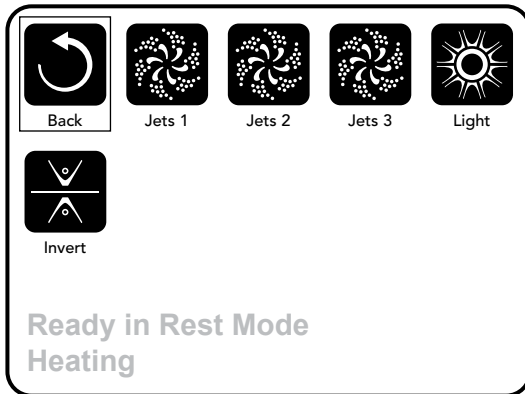 Back
Jets 1
Jets 2
Jets 3
Light
Invert
Ready in Rest Mode
Heating